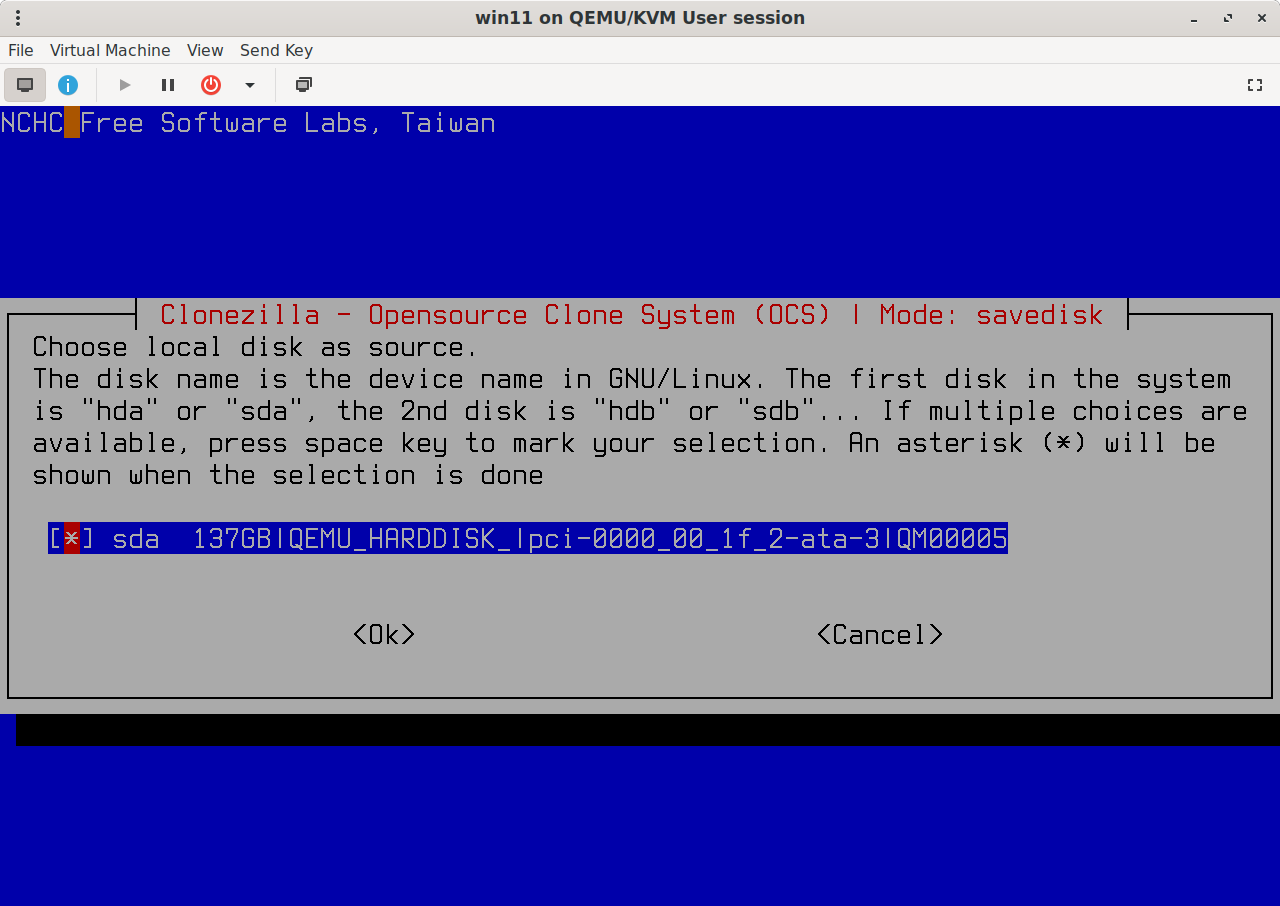 win11 on QEMU/KVM User session
File Virtual Machine View Send Key
NCHC Free Software Labs, Taiwan
Clonezilla - Opensource Clone System (OCS) | Mode: savedisk
Choose local disk as source.
The disk name is the device name in GNU/Linux. The first disk in the system
is "hda" or "sda", the 2nd disk is "hdb" or "sdb"... If multiple choices are
available, press space key to mark your selection. An asterisk (*) will be
shown when the selection is done
[*] sda  137GB|QEMU_HARDDISK_|pci-0000_00_1f_2-ata-3|QM00005
<Ok> <Cancel>